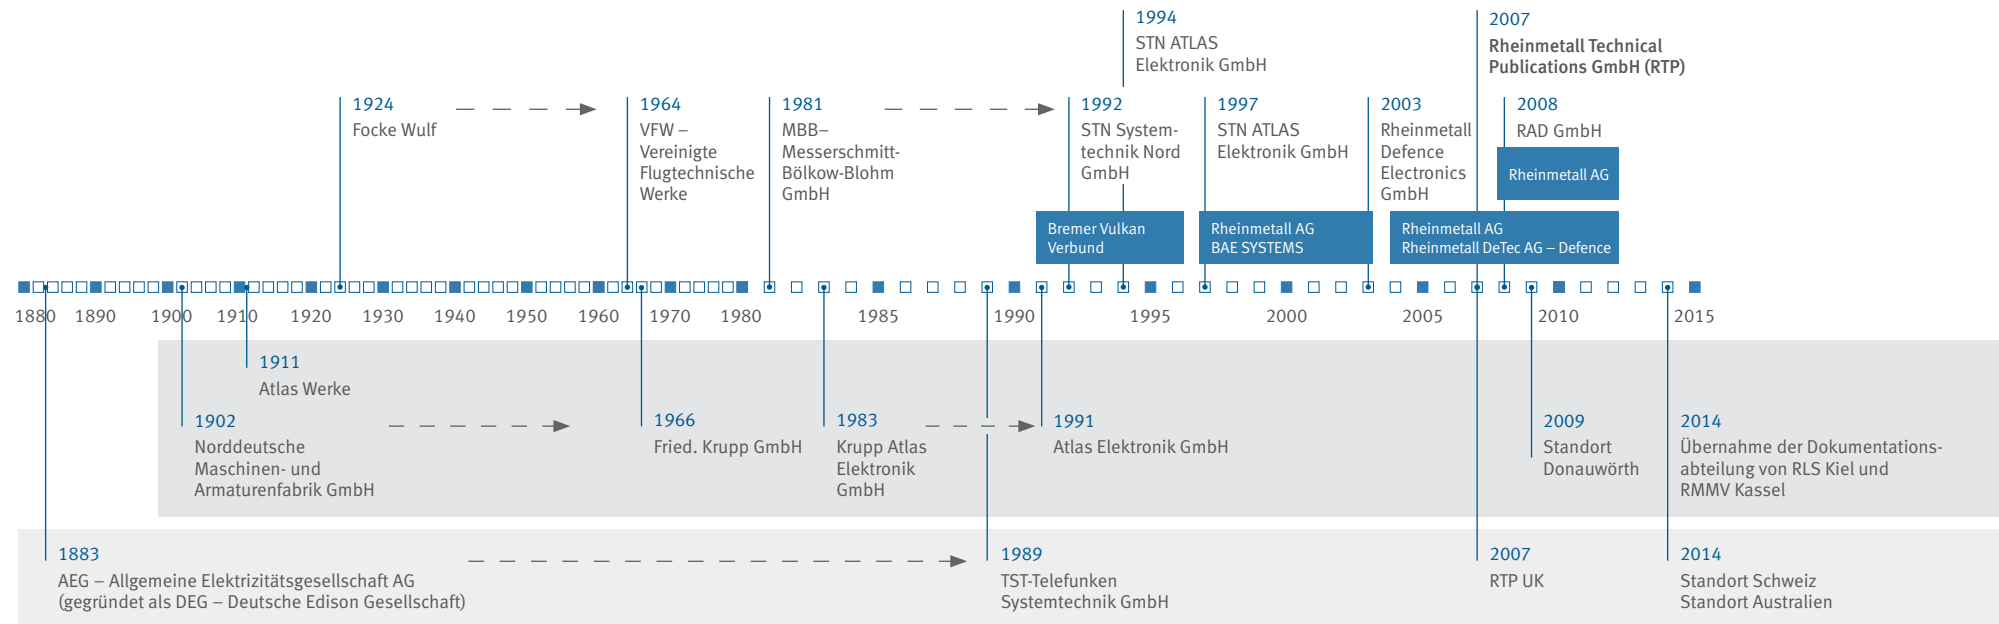 1994
STN ATLAS
Elektronik GmbH
2007
Rheinmetall Technical
Publications GmbH (RTP)
1924
Focke Wulf
1964
VFW –
Vereinigte
Flugtechnische
Werke
1981
MBB–
Messerschmitt-
Bölkow-Blohm
GmbH
1992
STN System-
technik Nord
GmbH
1997
STN ATLAS
Elektronik GmbH
2003
Rheinmetall
Defence
Electronics
GmbH
2008
RAD GmbH
Rheinmetall AG
Bremer Vulkan
Verbund
Rheinmetall AG
BAE SYSTEMS
Rheinmetall AG
Rheinmetall DeTec AG – Defence
1880 1890 1900 1910 1920 1930 1940 1950 1960 1970 1980 1985 1990 1995 2000 2005 2010 2015
1911
Atlas Werke
1902
Norddeutsche
Maschinen- und
Armaturenfabrik GmbH
1966
Fried. Krupp GmbH
1983
Krupp Atlas
Elektronik
GmbH
1991
Atlas Elektronik GmbH
2009
Standort
Donauwörth
2014
Übernahme der Dokumentations-
abteilung von RLS Kiel und
RMMV Kassel
1883
AEG – Allgemeine Elektrizitätsgesellschaft AG
(gegründet als DEG – Deutsche Edison Gesellschaft)
1989
TST-Telefunken
Systemtechnik GmbH
2007
RTP UK
2014
Standort Schweiz
Standort Australien